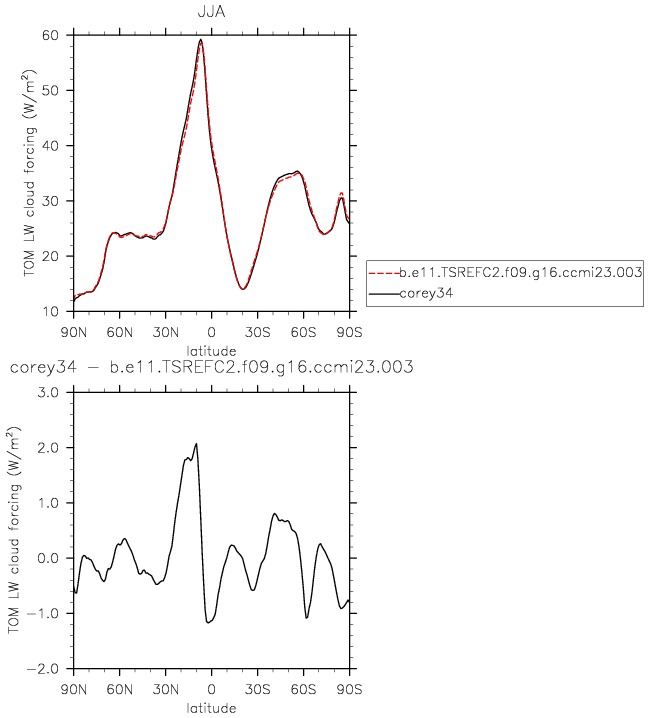 JJA
TOM LW cloud forcing (W/m²)
60
50
40
30
20
10
90N 60N 30N 0 30S 60S 90S
latitude
b.e11.TSREFC2.f09.g16.ccmi23.003
corey34
corey34 − b.e11.TSREFC2.f09.g16.ccmi23.003
TOM LW cloud forcing (W/m²)
3.0
2.0
1.0
0.0
−1.0
−2.0
90N 60N 30N 0 30S 60S 90S
latitude